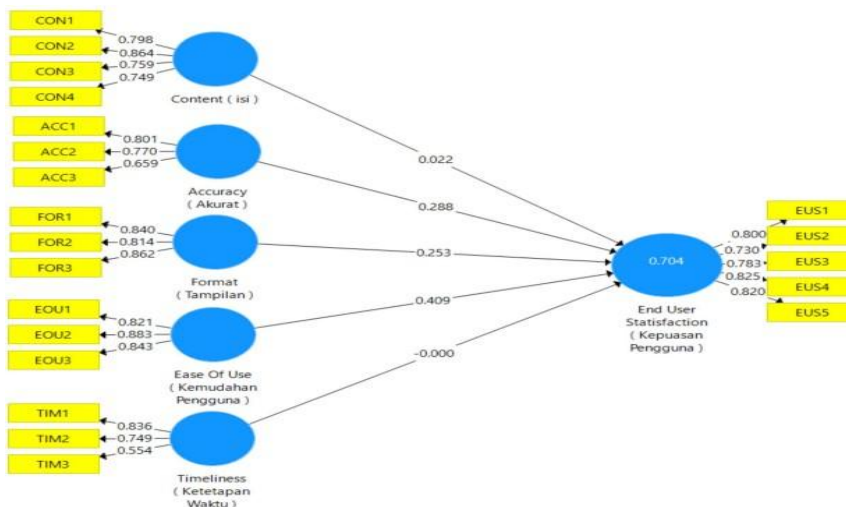 CON1
CON2
CON3
CON4
0.798
0.864
0.759
0.749
Content ( isi )
ACC1
ACC2
ACC3
0.801
0.770
0.659
Accuracy
( Akurat )
FOR1
FOR2
FOR3
0.840
0.814
0.862
Format
( Tampilan )
EOU1
EOU2
EOU3
0.821
0.883
0.843
Ease Of Use
( Kemudahan
Pengguna )
TIM1
TIM2
TIM3
0.836
0.749
0.554
Timeliness
( Ketetapan
Waktu )
0.022
0.288
0.253
0.409
-0.000
0.704
End User
Statisfaction
( Kepuasan
Pengguna )
0.800
0.730
0.783
0.825
0.820
EUS1
EUS2
EUS3
EUS4
EUS5